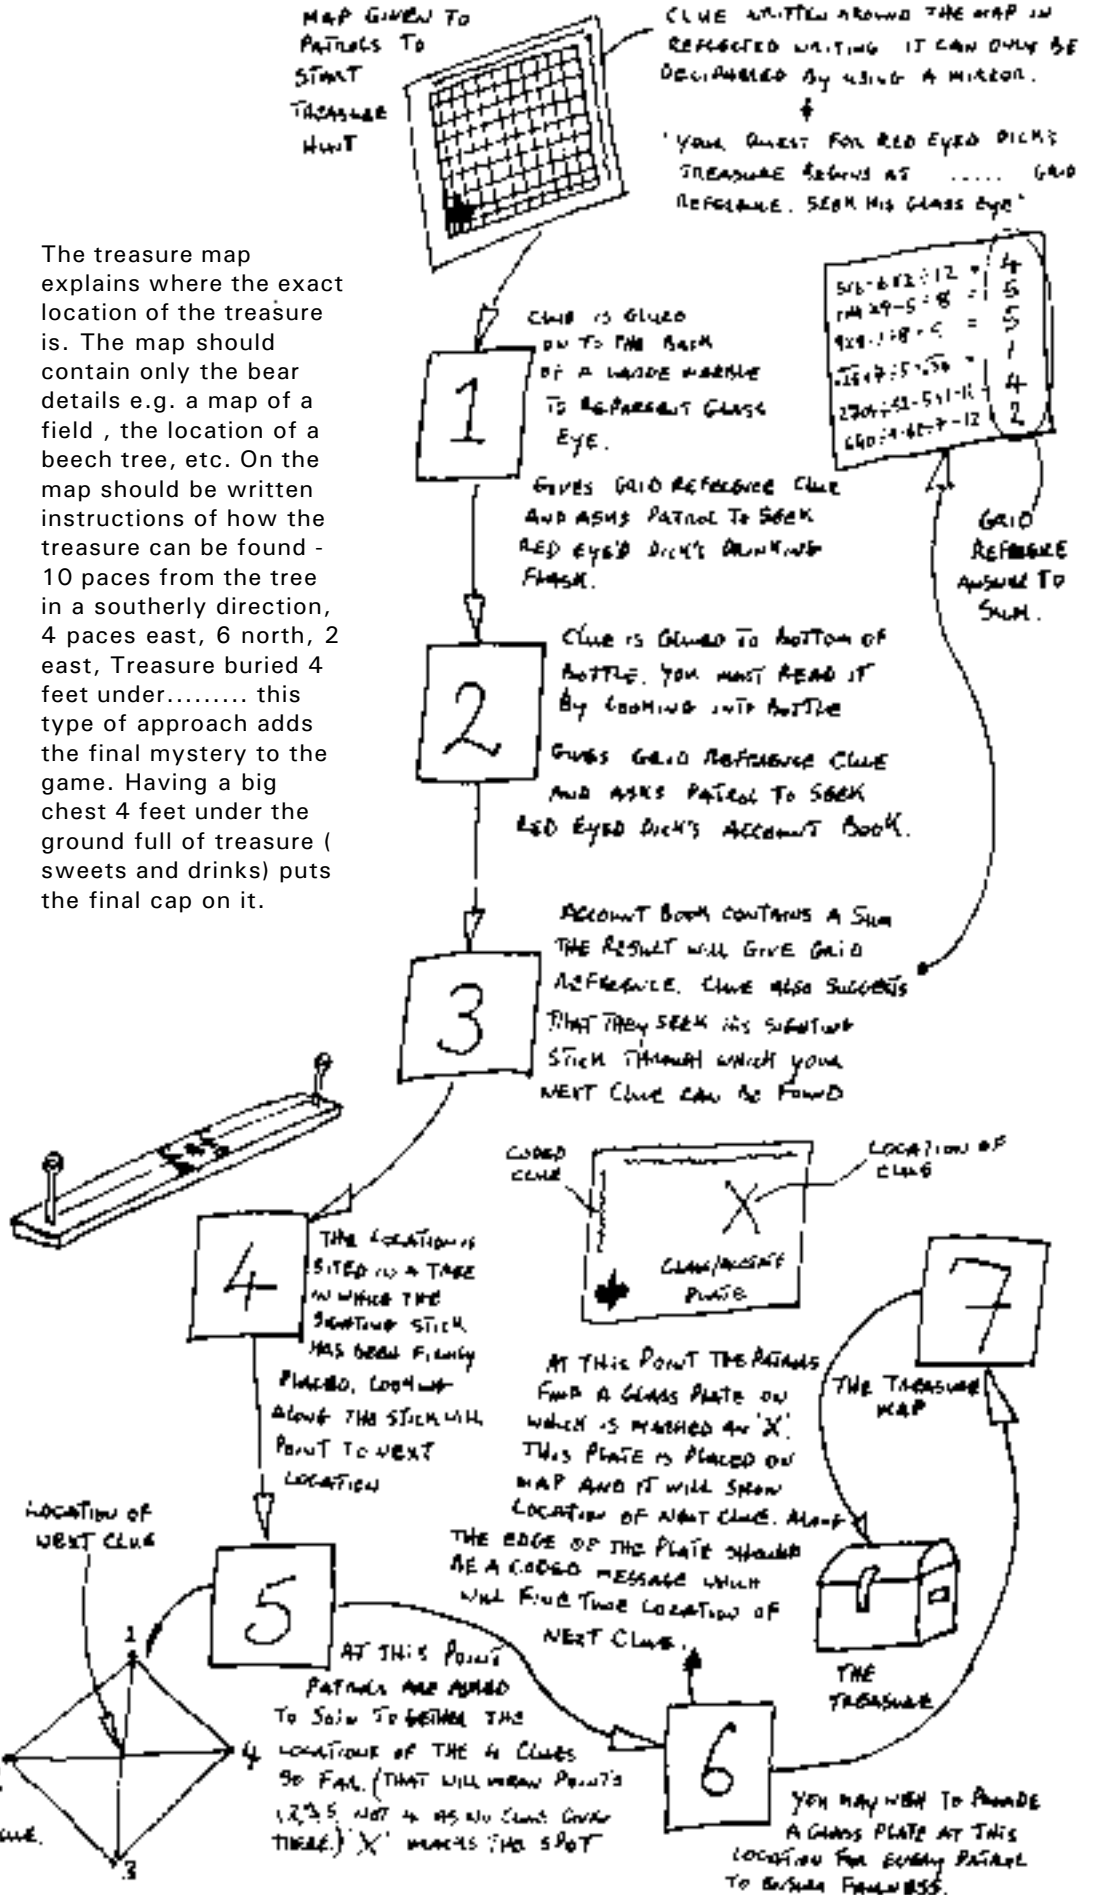 MAP GIVEN TO
PATROLS TO
START
TREASURE
HUNT
CLUE WRITTEN AROUND THE MAP IN
REFLECTED WRITING IT CAN ONLY BE
DECIPHERED BY USING A MIRROR.
'YOUR QUEST FOR RED EYED DICK'S
TREASURE BEGINS AT ..... GRID
REFERENCE. SEEK HIS GLASS EYE'
The treasure map
explains where the exact
location of the treasure
is. The map should
contain only the bear
details e.g. a map of a
field , the location of a
beech tree, etc. On the
map should be written
instructions of how the
treasure can be found -
10 paces from the tree
in a southerly direction,
4 paces east, 6 north, 2
east, Treasure buried 4
feet under......... this
type of approach adds
the final mystery to the
game. Having a big
chest 4 feet under the
ground full of treasure (
sweets and drinks) puts
the final cap on it.
1
CLUE IS GLUED
ON TO THE BACK
OF A LARGE MARBLE
TO REPRESENT GLASS
EYE.
GIVES GRID REFERENCE CLUE
AND ASKS PATROL TO SEEK
RED EYE'D DICK'S DRINKING
FLASK.
4
5
5
1
4
2
GRID
REFERENCE
ANSWER TO
SUM.
2
CLUE IS GLUED TO BOTTOM OF
BOTTLE. YOU MUST READ IT
BY LOOKING INTO BOTTLE
GIVES GRID REFERENCE CLUE
AND ASKS PATROL TO SEEK
RED EYED DICK'S ACCOUNT BOOK.
3
ACCOUNT BOOK CONTAINS A SUM
THE RESULT WILL GIVE GRID
REFERENCE. CLUE ALSO SUGGESTS
THAT THEY SEEK HIS SIGHTING
STICK THROUGH WHICH YOUR
NEXT CLUE CAN BE FOUND
4
THE LOCATION IS
SITED IN A TREE
IN WHICH THE
SIGHTING STICK
HAS BEEN FIRMLY
PLACED, LOOKING
ALONG THE STICK WILL
POINT TO NEXT
LOCATION
CODED
CLUE
X
LOCATION OF
CLUE
GLASS/ACETATE
PLATE
7
THE TREASURE
MAP
AT THIS POINT THE PATROLS
FIND A GLASS PLATE ON
WHICH IS MARKED AN 'X'.
THIS PLATE IS PLACED ON
MAP AND IT WILL SHOW
LOCATION OF NEXT CLUE. ALONG
THE EDGE OF THE PLATE SHOULD
BE A CODED MESSAGE WHICH
WILL FINE TUNE LOCATION OF
NEXT CLUE.
THE
TREASURE
LOCATION OF
NEXT CLUE
1
4
3
CLUE.
5
AT THIS POINT
PATROLS ARE ASKED
TO JOIN TOGETHER THE
LOCATIONS OF THE 4 CLUES
SO FAR. (THAT WILL MEAN POINT'S
1,2,3,5, NOT 4 AS NO CLUE GIVEN
THERE.) 'X' MARKS THE SPOT
6
YOU MAY WISH TO PROVIDE
A GLASS PLATE AT THIS
LOCATION FOR EVERY PATROL
TO ENSURE FAIRNESS.